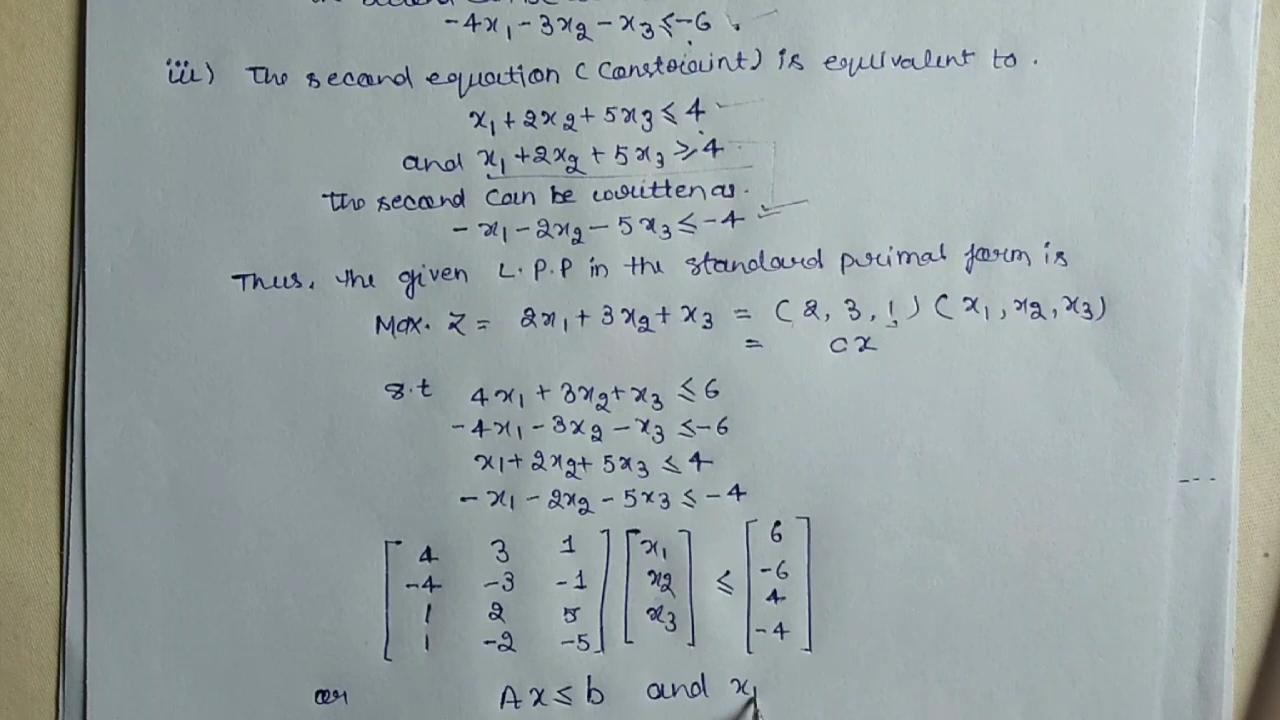 -4x₁ - 3x₂ - x₃ ≤ -6
iii) The second equation (Constraint) is equivalent to.
x₁ + 2x₂ + 5x₃ ≤ 4
and x₁ + 2x₂ + 5x₃ ≥ 4
The second can be written as.
- x₁ - 2x₂ - 5x₃ ≤ -4
Thus, the given L.P.P in the standard primal form is
Max. Z = 2x₁ + 3x₂ + x₃ = (2, 3, 1) (x₁, x₂, x₃)
= cx
s.t 4x₁ + 3x₂ + x₃ ≤ 6
-4x₁ - 3x₂ - x₃ ≤ -6
x₁ + 2x₂ + 5x₃ ≤ 4
- x₁ - 2x₂ - 5x₃ ≤ -4
[4 3 1] [x₁] [6]
[-4 -3 -1] [x₂] ≤ [-6]
[1 2 5] [x₃] [4]
[1 -2 -5] [-4]
or Ax ≤ b and x₁